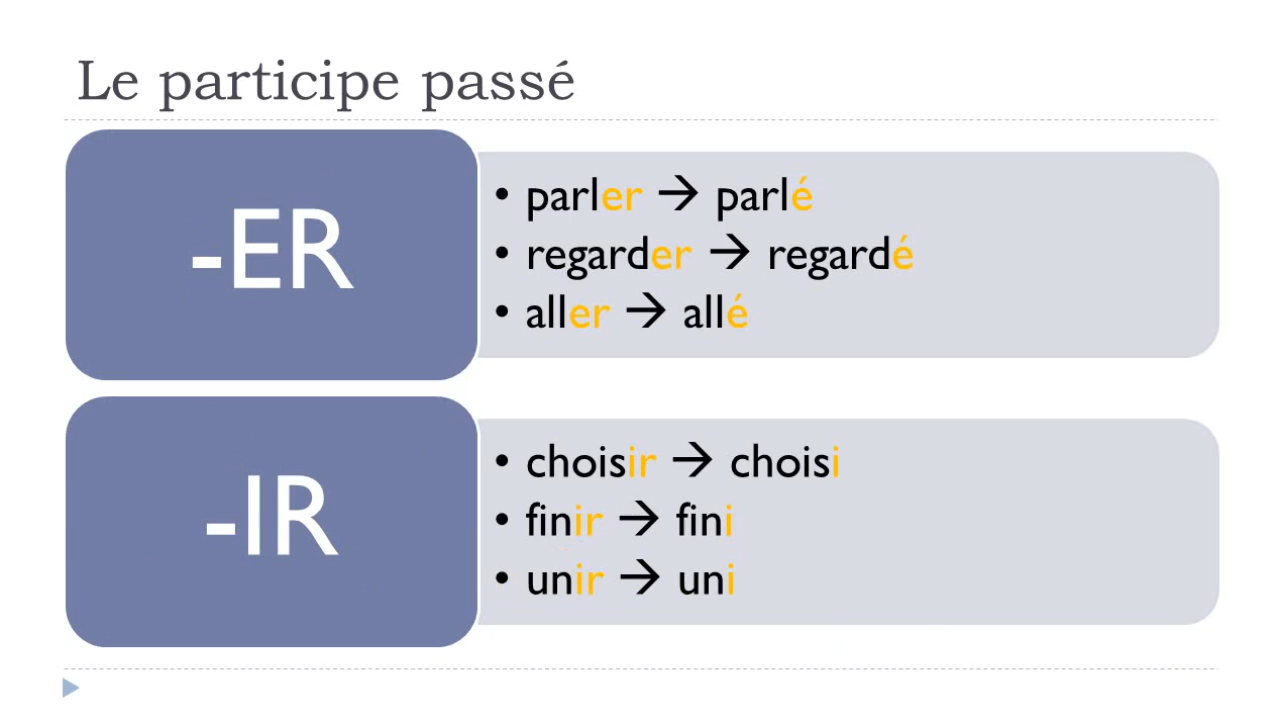 Le participe passé
-ER
• parler → parlé
• regarder → regardé
• aller → allé
-IR
• choisir → choisi
• finir → fini
• unir → uni